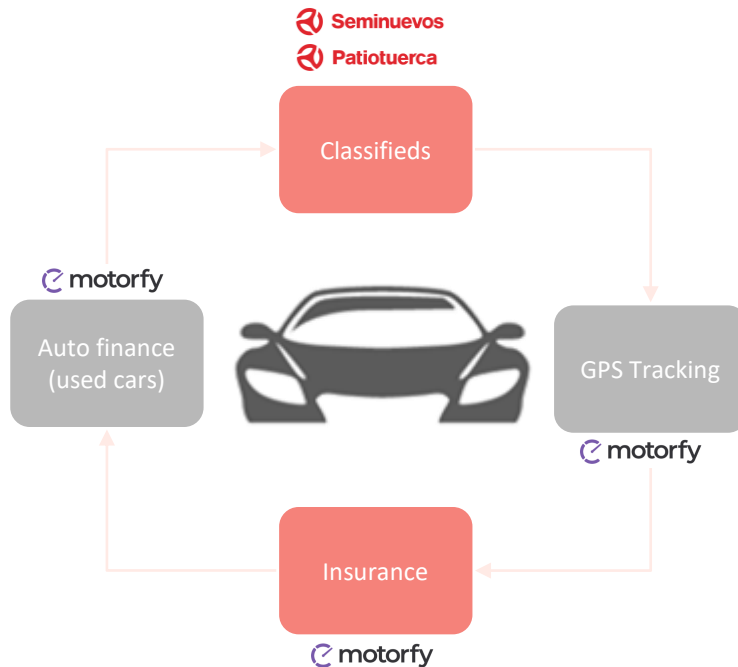 Seminuevos
Patiotuerca
Classifieds
motorfy
Auto finance
(used cars)
GPS Tracking
motorfy
Insurance
motorfy